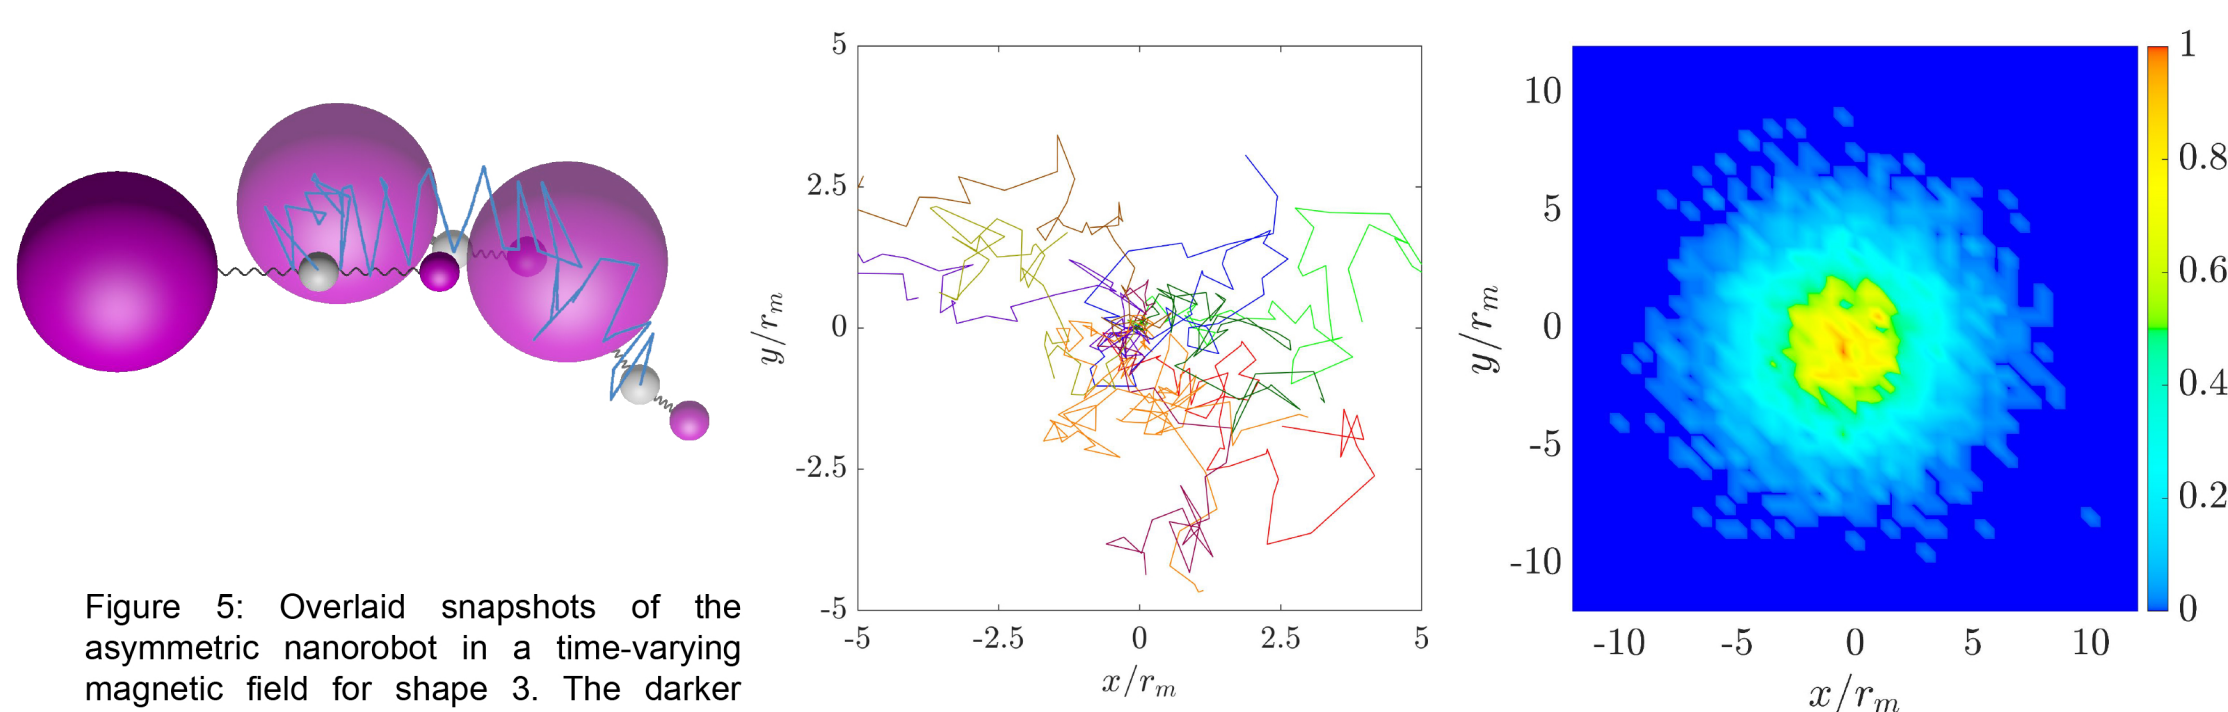 Figure 5: Overlaid snapshots of the
asymmetric nanorobot in a time-varying
magnetic field for shape 3. The darker
5
2.5
0
-2.5
-5
y/r_m
-5 -2.5 0 2.5 5
x/r_m
10
5
0
-5
-10
y/r_m
-10 -5 0 5 10
x/r_m
1
0.8
0.6
0.4
0.2
0